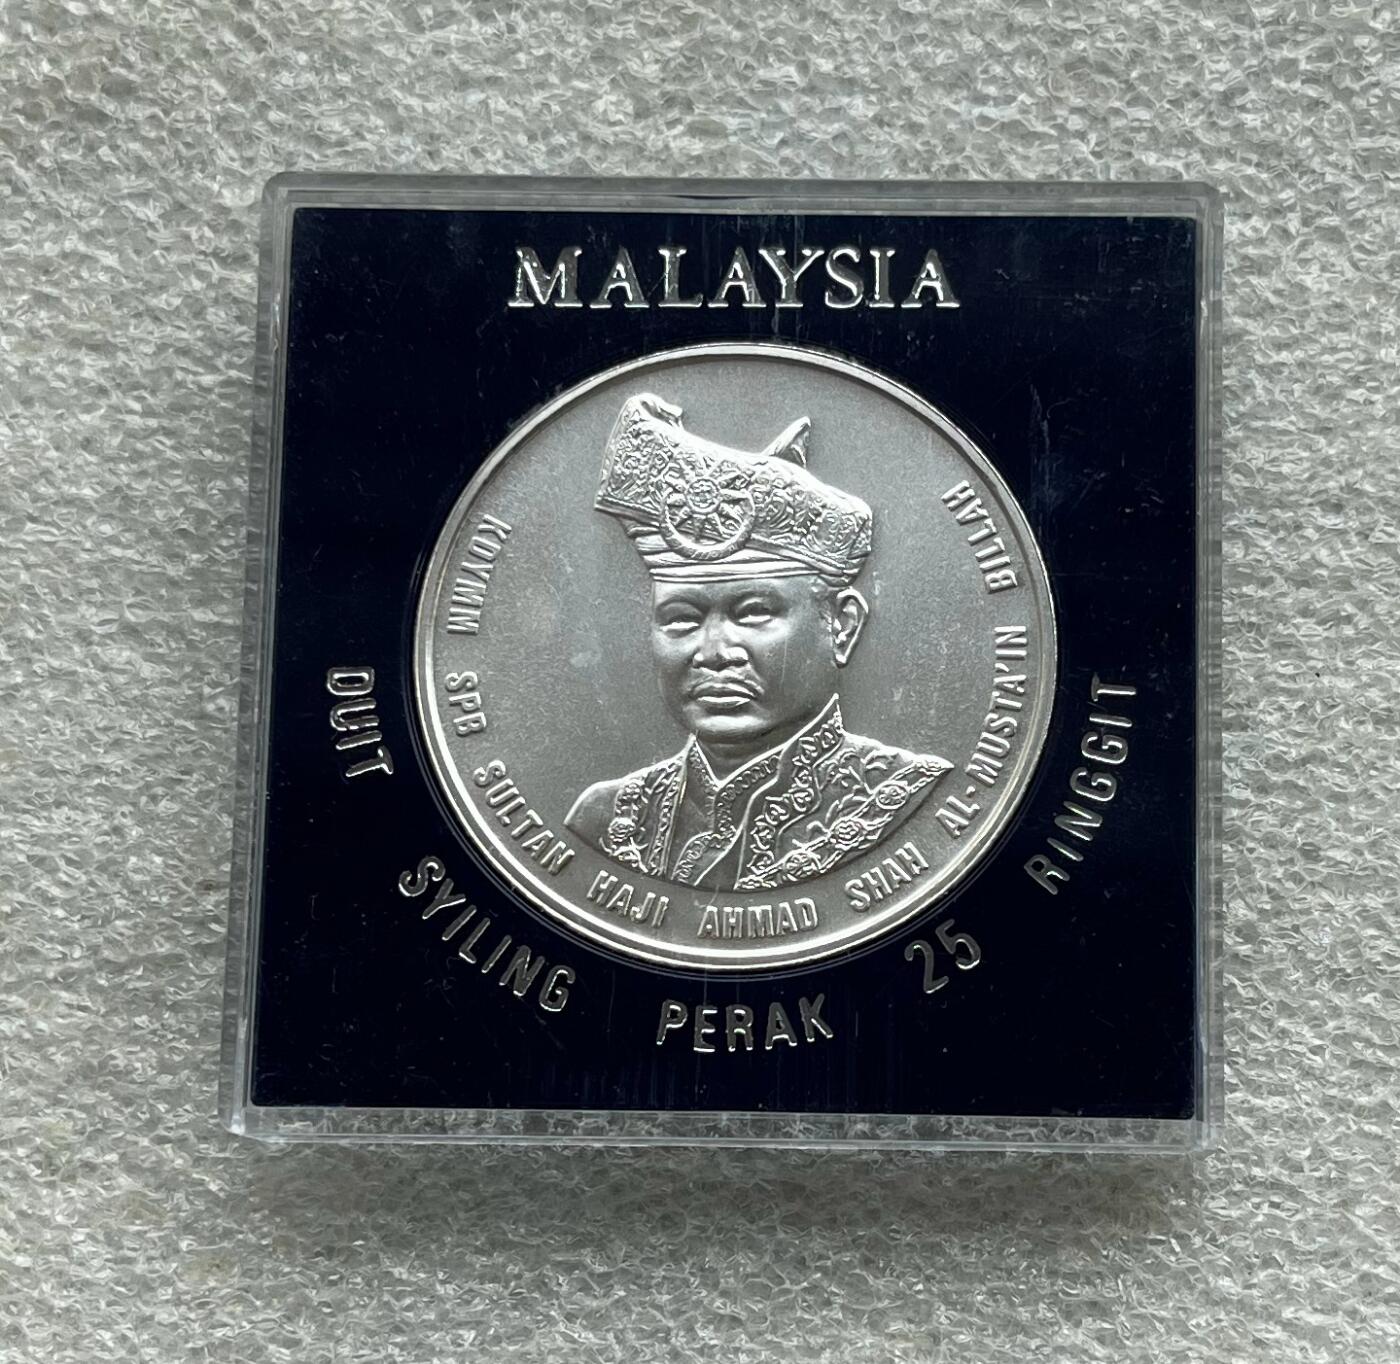 MALAYSIA
KDYMM SPB SULTAN HAJI AHMAD SHAH AL-MUSTA'IN BILLAH
DUIT SYILING PERAK 25 RINGGIT